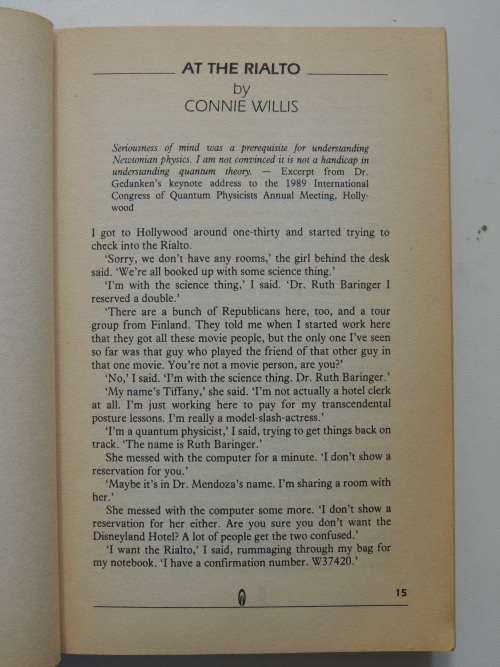 AT THE RIALTO
by
CONNIE WILLIS
Seriousness of mind was a prerequisite for understanding
Newtonian physics. I am not convinced it is not a handicap in
understanding quantum theory. — Excerpt from Dr.
Gedanken's keynote address to the 1989 International
Congress of Quantum Physicists Annual Meeting, Holly-
wood
I got to Hollywood around one-thirty and started trying to
check into the Rialto.
'Sorry, we don't have any rooms,' the girl behind the desk
said. 'We're all booked up with some science thing.'
'I'm with the science thing,' I said. 'Dr. Ruth Baringer I
reserved a double.'
'There are a bunch of Republicans here, too, and a tour
group from Finland. They told me when I started work here
that they got all these movie people, but the only one I've seen
so far was that guy who played the friend of that other guy in
that one movie. You're not a movie person, are you?'
'No,' I said. 'I'm with the science thing. Dr. Ruth Baringer.'
'My name's Tiffany,' she said. 'I'm not actually a hotel clerk
at all. I'm just working here to pay for my transcendental
posture lessons. I'm really a model-slash-actress.'
'I'm a quantum physicist,' I said, trying to get things back on
track. 'The name is Ruth Baringer.'
She messed with the computer for a minute. 'I don't show a
reservation for you.'
'Maybe it's in Dr. Mendoza's name. I'm sharing a room with
her.'
She messed with the computer some more. 'I don't show a
reservation for her either. Are you sure you don't want the
Disneyland Hotel? A lot of people get the two confused.'
'I want the Rialto,' I said, rummaging through my bag for
my notebook. 'I have a confirmation number. W37420.'
15